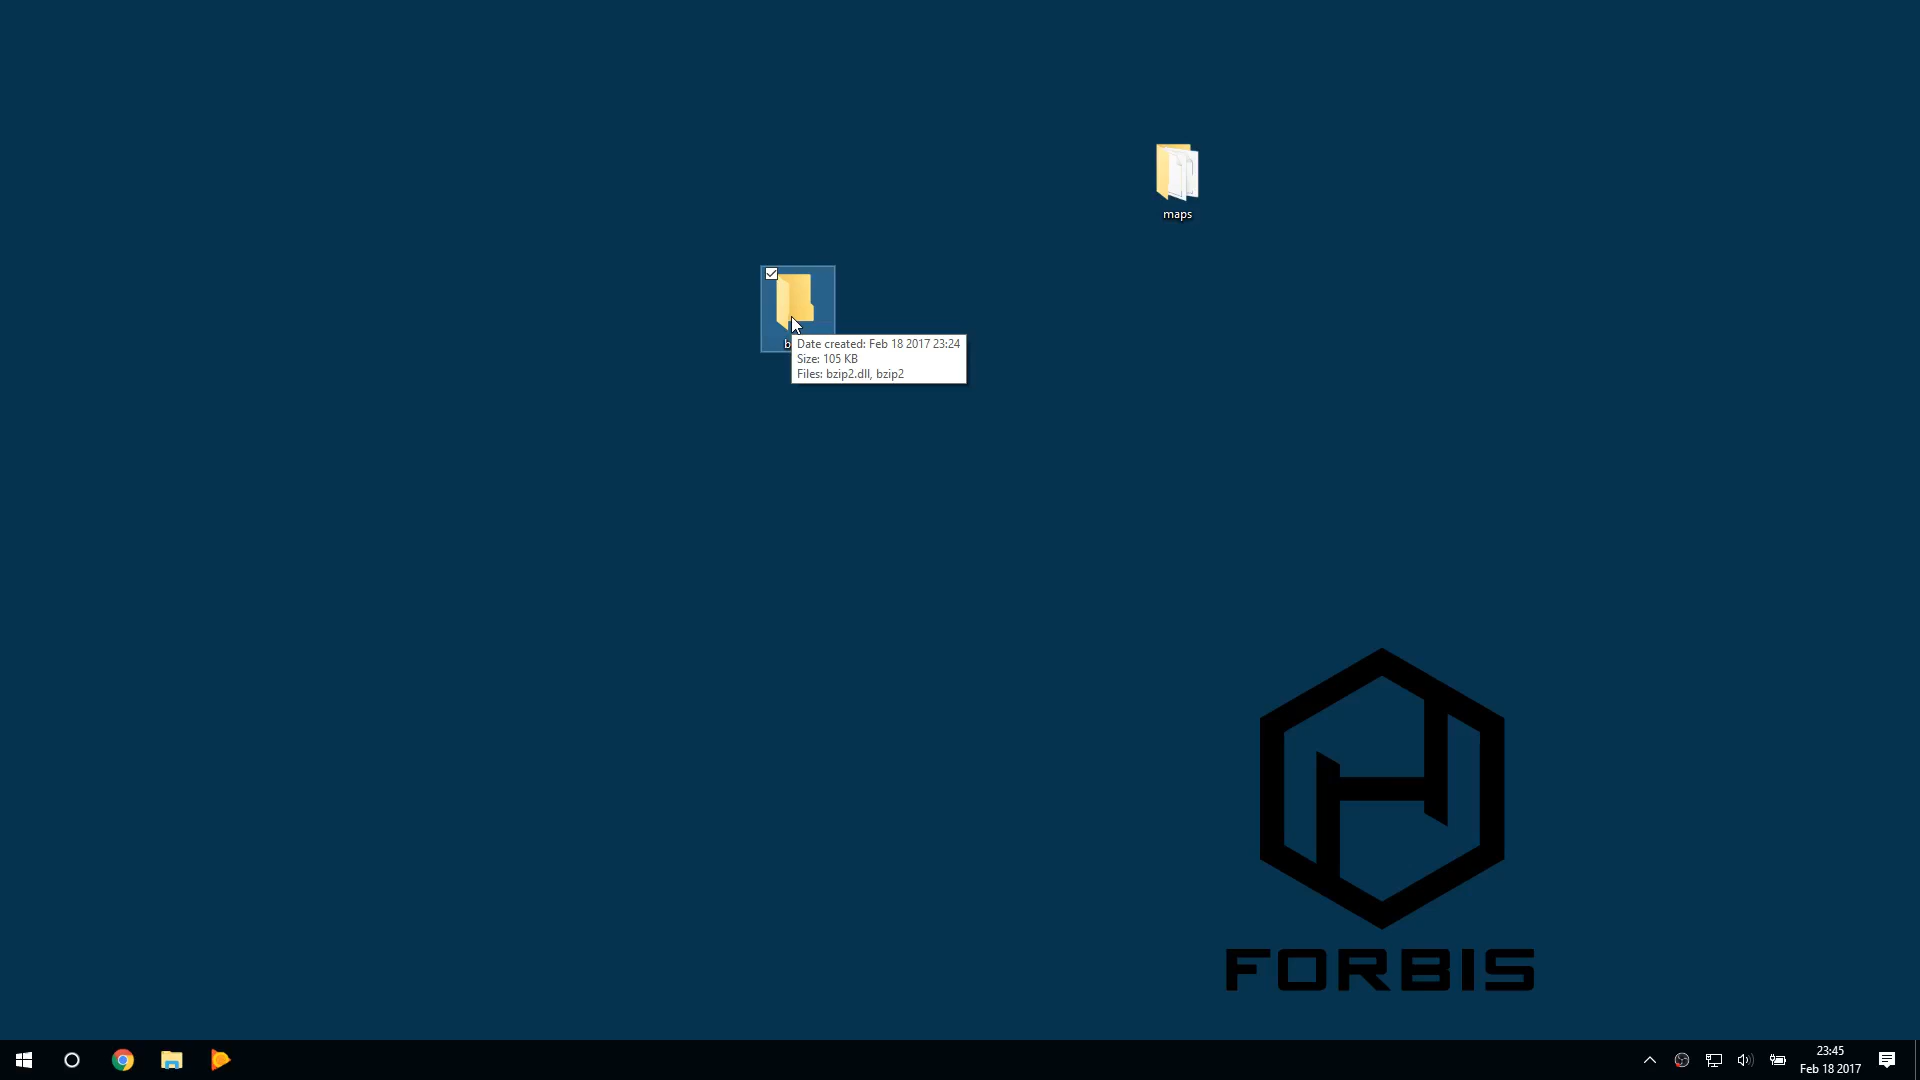 maps
Date created: Feb 18 2017 23:24
Size: 105 KB
Files: bzip2.dll, bzip2
FORBIS
23:45
Feb 18 2017